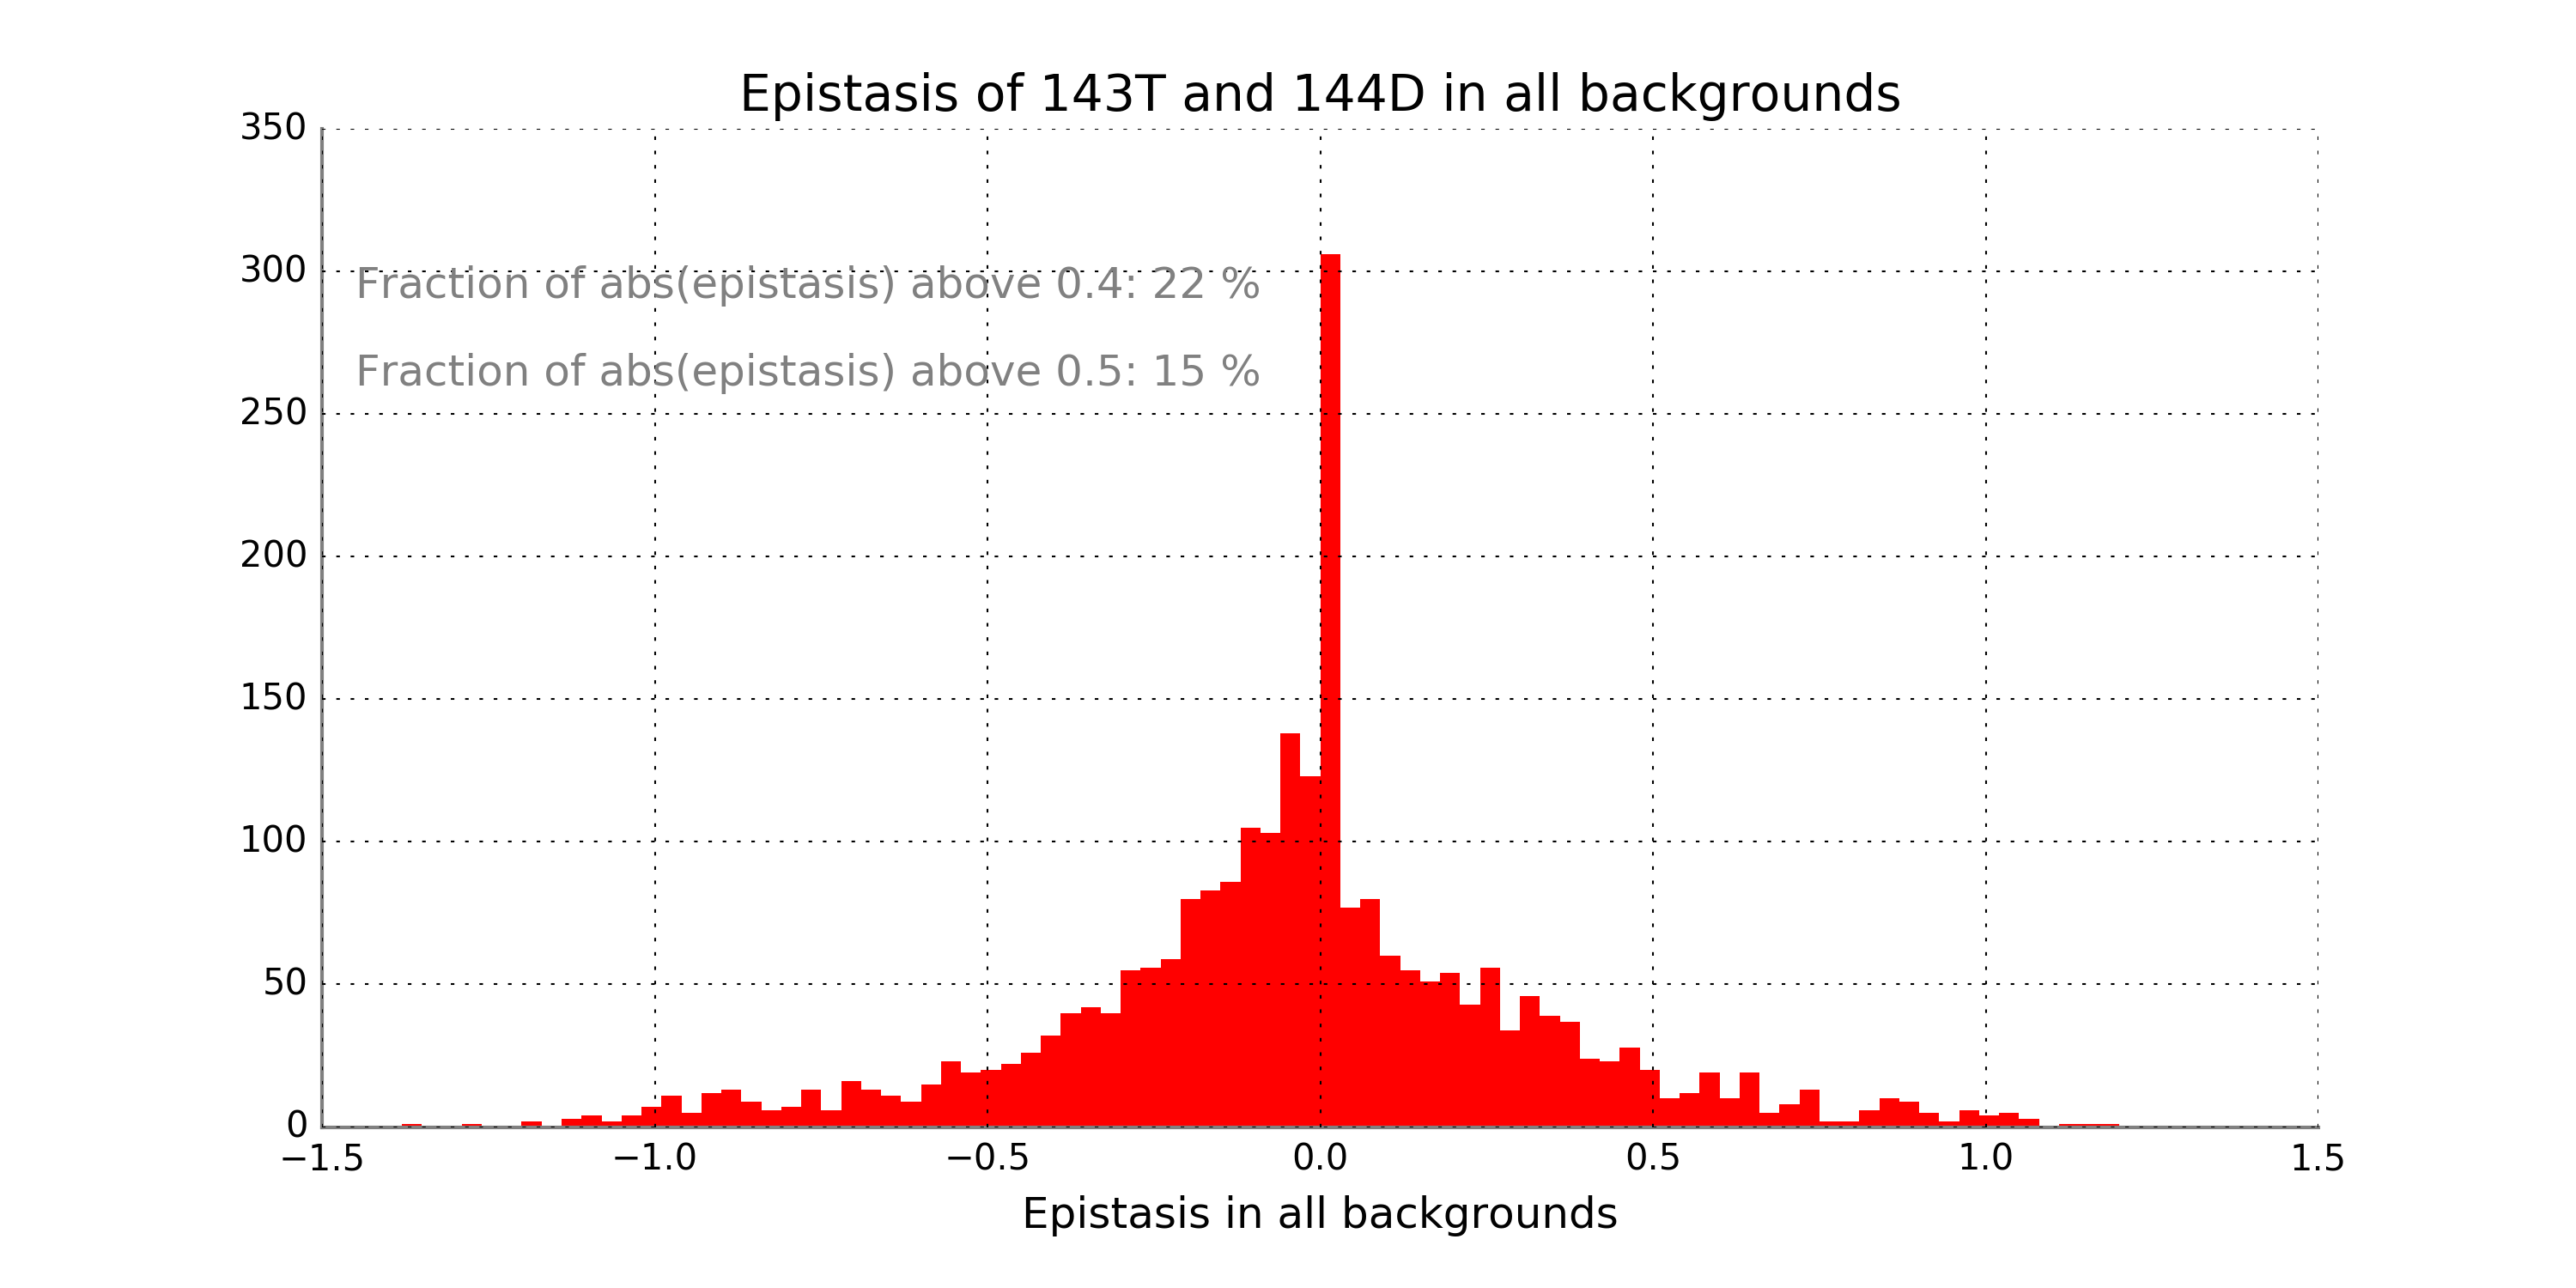 Epistasis of 143T and 144D in all backgrounds
350
300
Fraction of abs(epistasis) above 0.4: 22 %
Fraction of abs(epistasis) above 0.5: 15 %
250
200
150
100
50
0
−1.5 −1.0 −0.5 0.0 0.5 1.0 1.5
Epistasis in all backgrounds